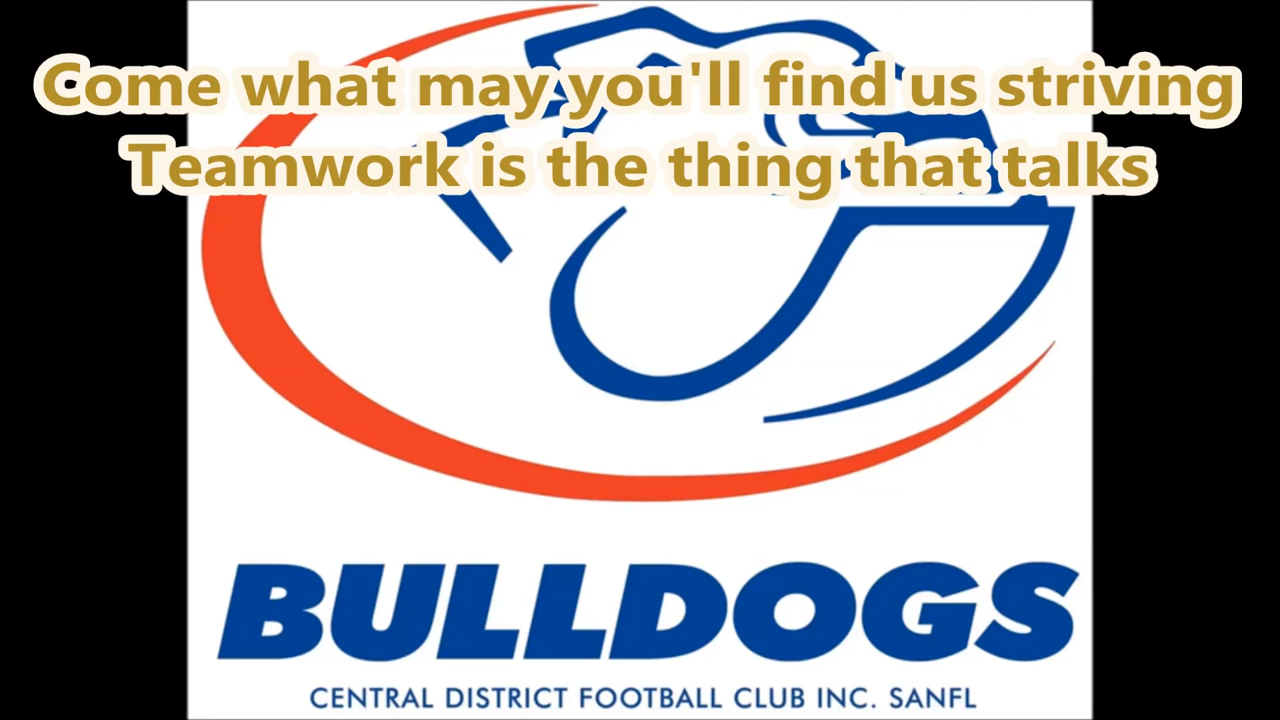 Come what may you'll find us striving
Teamwork is the thing that talks
BULLDOGS
CENTRAL DISTRICT FOOTBALL CLUB INC. SANFL